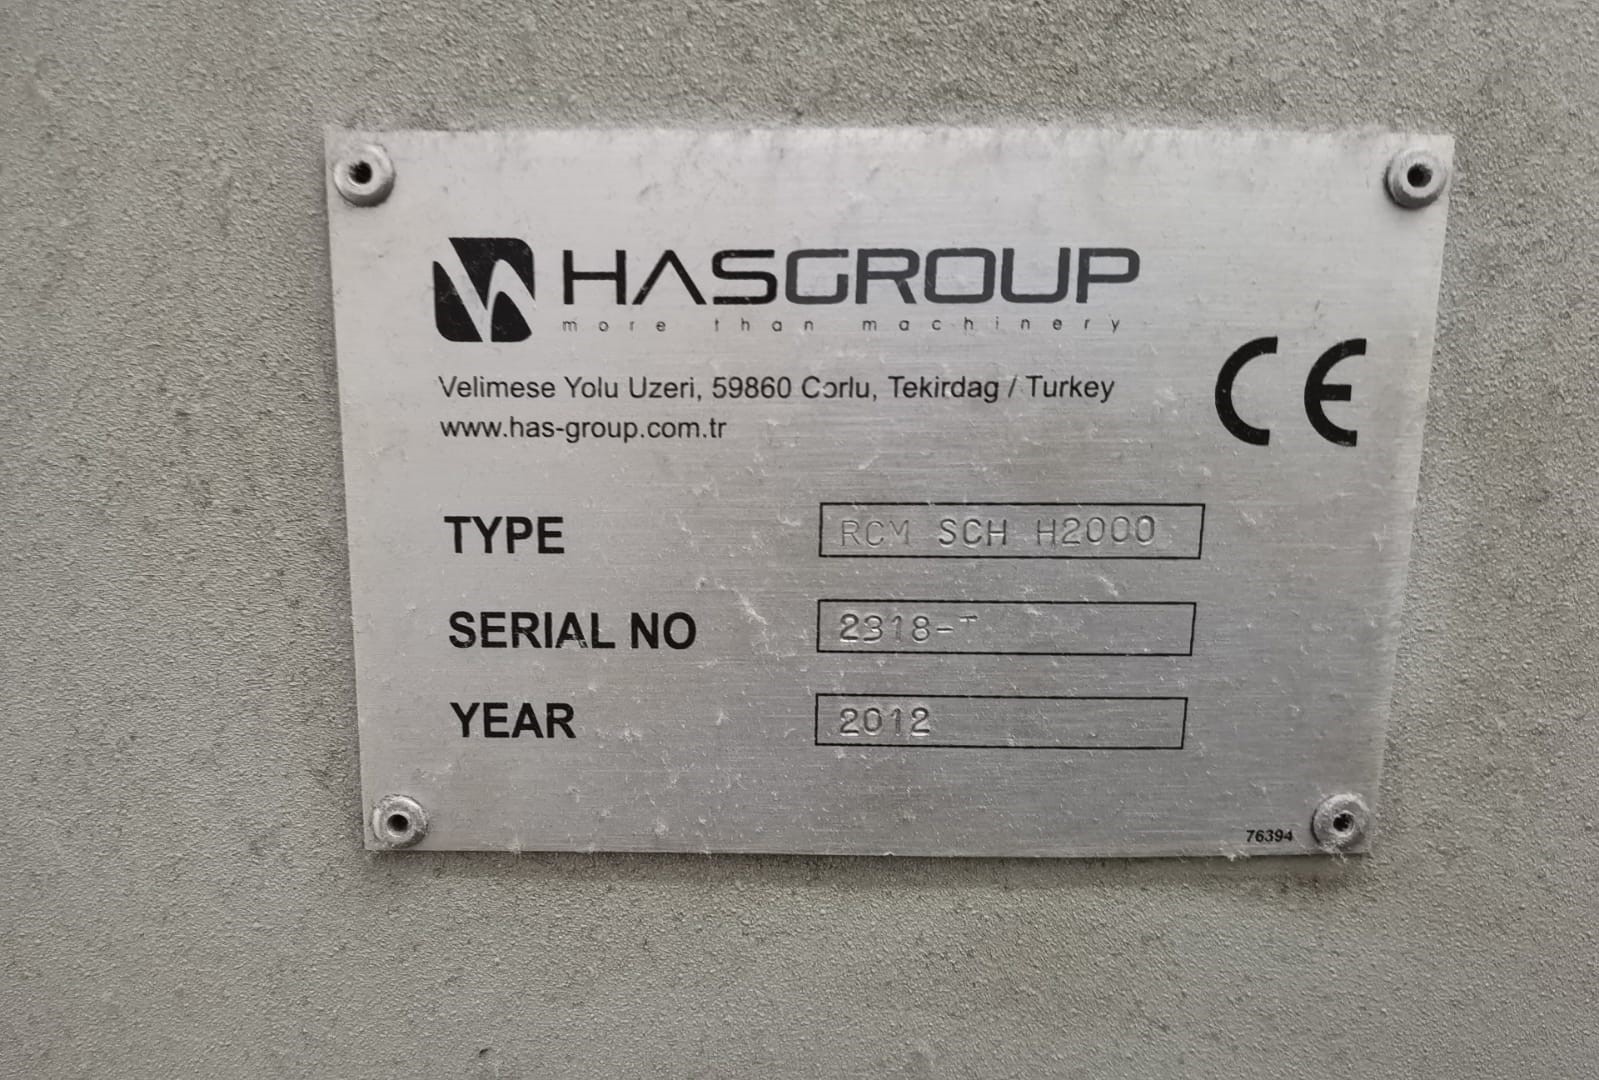 HASGROUP
more than machinery
Velimese Yolu Uzeri, 59860 Corlu, Tekirdag / Turkey
www.has-group.com.tr
CE
TYPE RCM SCH H2000
SERIAL NO 2318-T
YEAR 2012
76394